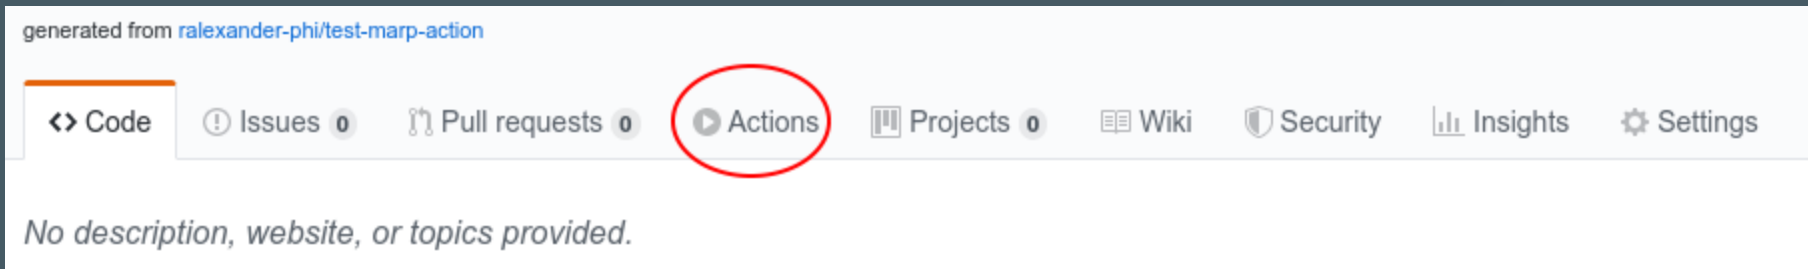 generated from ralexander-phi/test-marp-action
Code Issues 0 Pull requests 0 Actions Projects 0 Wiki Security Insights Settings
No description, website, or topics provided.